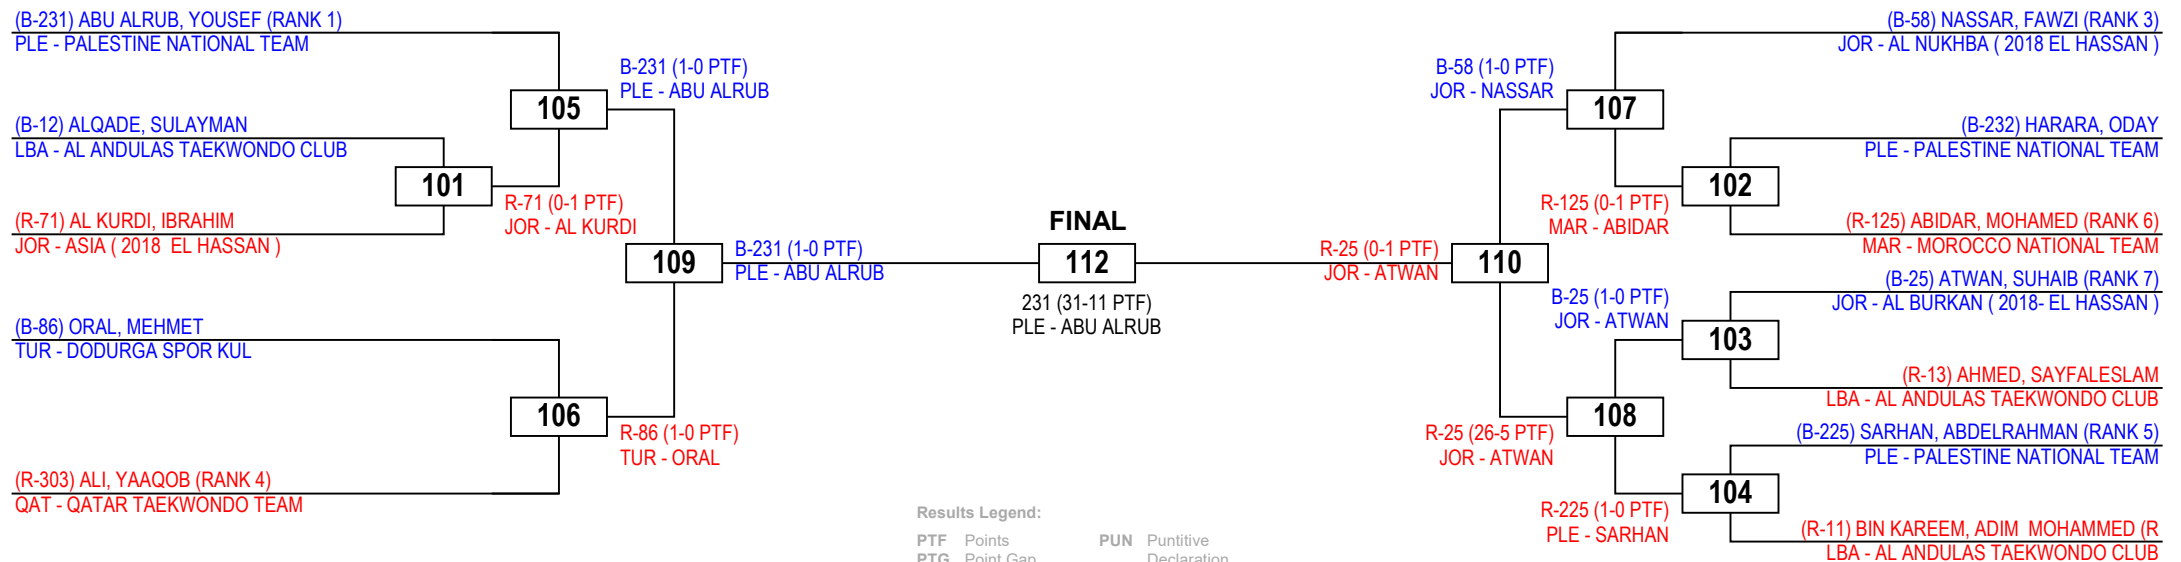 (B-231) ABU ALRUB, YOUSEF (RANK 1)
PLE - PALESTINE NATIONAL TEAM
B-231 (1-0 PTF)
PLE - ABU ALRUB
105
(B-12) ALQADE, SULAYMAN
LBA - AL ANDULAS TAEKWONDO CLUB
101
R-71 (0-1 PTF)
JOR - AL KURDI
(R-71) AL KURDI, IBRAHIM
JOR - ASIA ( 2018 EL HASSAN )
109
B-231 (1-0 PTF)
PLE - ABU ALRUB
(B-86) ORAL, MEHMET
TUR - DODURGA SPOR KUL
106
R-86 (1-0 PTF)
TUR - ORAL
(R-303) ALI, YAAQOB (RANK 4)
QAT - QATAR TAEKWONDO TEAM
FINAL
112
231 (31-11 PTF)
PLE - ABU ALRUB
(B-58) NASSAR, FAWZI (RANK 3)
JOR - AL NUKHBA ( 2018 EL HASSAN )
B-58 (1-0 PTF)
JOR - NASSAR
107
(B-232) HARARA, ODAY
PLE - PALESTINE NATIONAL TEAM
102
R-125 (0-1 PTF)
MAR - ABIDAR
(R-125) ABIDAR, MOHAMED (RANK 6)
MAR - MOROCCO NATIONAL TEAM
R-25 (0-1 PTF)
JOR - ATWAN
110
(B-25) ATWAN, SUHAIB (RANK 7)
JOR - AL BURKAN ( 2018- EL HASSAN )
B-25 (1-0 PTF)
JOR - ATWAN
103
(R-13) AHMED, SAYFALESLAM
LBA - AL ANDULAS TAEKWONDO CLUB
108
R-25 (26-5 PTF)
JOR - ATWAN
(B-225) SARHAN, ABDELRAHMAN (RANK 5)
PLE - PALESTINE NATIONAL TEAM
104
R-225 (1-0 PTF)
PLE - SARHAN
(R-11) BIN KAREEM, ADIM MOHAMMED (R
LBA - AL ANDULAS TAEKWONDO CLUB
Results Legend:
PTF Points PUN Puntitive
PTG Point Gap Declaration